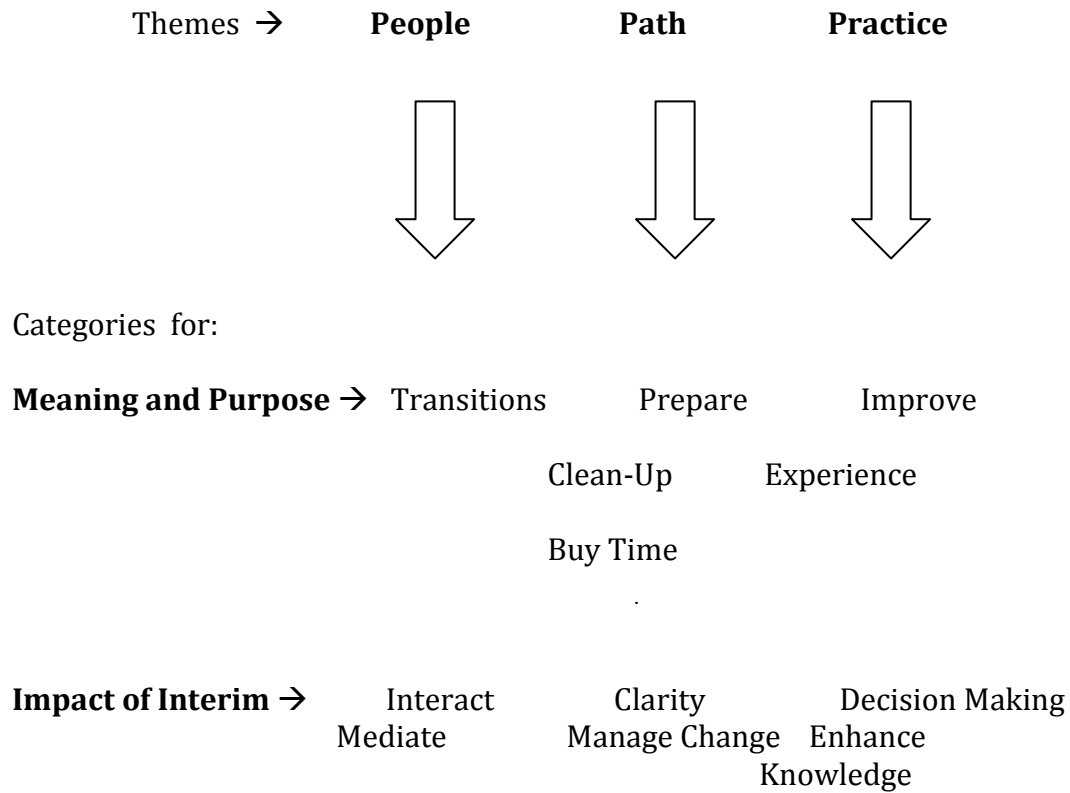 Themes → People Path Practice
Categories for:
Meaning and Purpose → Transitions Prepare Improve
Clean-Up Experience
Buy Time
.
Impact of Interim → Interact Clarity Decision Making
Mediate Manage Change Enhance
Knowledge